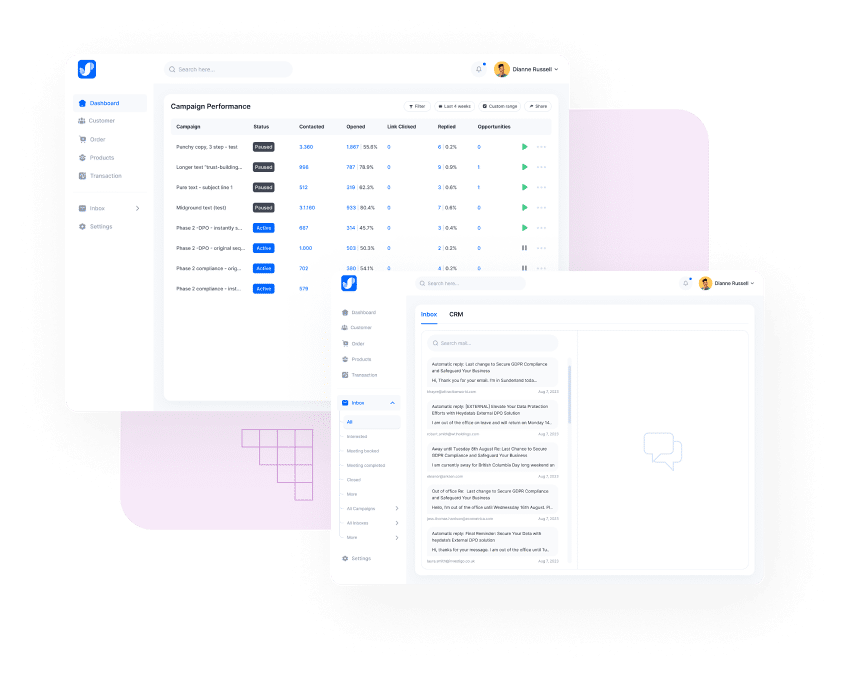 Search here...
Dianne Russell
Dashboard
Customer
Order
Products
Transaction
Inbox
Settings
Campaign Performance
Filter
Last 4 weeks
Custom range
Share
Campaign Status Contacted Opened Link Clicked Replied Opportunities
Punchy copy, 3 step - test Paused 3.360 1.867 | 55.8% 0 6 | 0.2% 0
Longer text "trust-building... Paused 998 787 | 78.9% 0 9 | 0.9% 1
Pure text - subject line 1 Paused 512 319 | 62.3% 0 3 | 0.6% 1
Midground text (test) Paused 3.1160 933 | 80.4% 0 7 | 0.6% 0
Phase 2 -DPO - instantly s... Active 687 314 | 45.7% 0 3 | 0.4% 0
Phase 2 -DPO - original seq... Active 1.000 503 | 50.3% 0 2 | 0.2% 0
Phase 2 compliance - orig... Active 702 380 | 54.1% 0 4 | 0.2% 0
Phase 2 compliance - inst... Active 579
Search here...
Dianne Russell
Dashboard
Customer
Order
Products
Transaction
Inbox
All
Interested
Meeting booked
Meeting completed
Closed
More
All Campaigns
All Inboxes
More
Settings
Inbox CRM
Search mail...
Automatic reply: Last change to Secure GDPR Compliance
and Safeguard Your Business
Hi, Thank you for your email. I'm in Sunderland toda...
Aug 7, 2023
Automatic reply: [EXTERNAL] Elevate Your Data Protection
Efforts with Heydata's External DPO Solution
I am out of the office on leave and will return on Monday 14..
Aug 7, 2023
Away until Tuesday 8th August Re: Last Chance to Secure
GDPR Compliance and Safeguard Your Business
I am currently away for British Columbia Day long weekend an
Aug 7, 2023
Out of office Re: Last change to Secure GDPR Compliance
and Safeguard Your Business
Hello, I'm out of the office until Wednesday 16th August. Pl..
Aug 7, 2023
Automatic reply: Final Reminder: Secure Your Data with
heydata's External DPO solution
Hi, thanks for your message. I am out of the office until Tu..
Aug 7, 2023